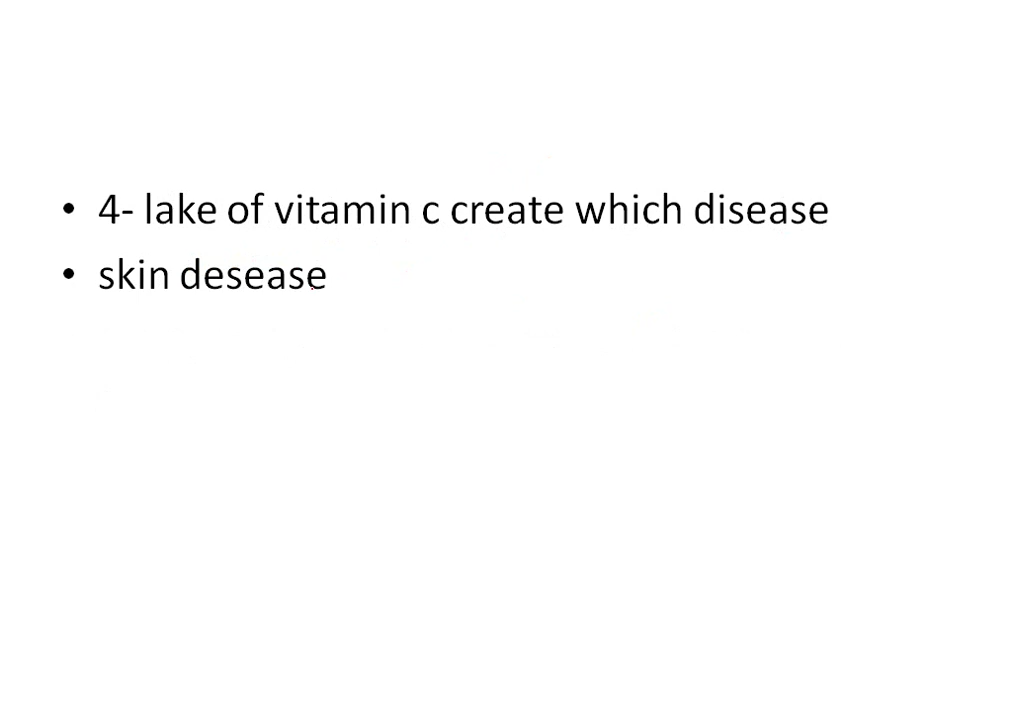 • 4- lake of vitamin c create which disease
• skin desease